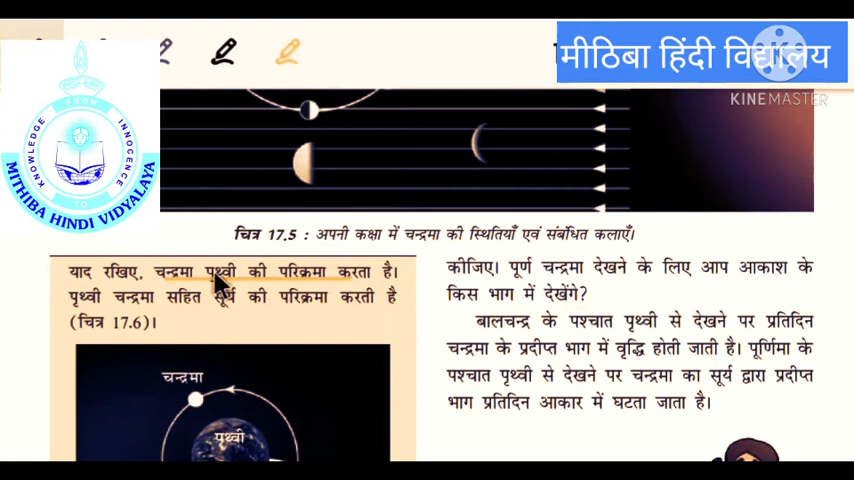 मीठिबा हिंदी विद्यालय
KINEMASTER
KNOWLEDGE FROM INNOCENCE TO
MITHIBA HINDI VIDYALAYA
चित्र 17.5 : अपनी कक्षा में चन्द्रमा की स्थितियाँ एवं संबंधित कलाएँ।
याद रखिए, चन्द्रमा पृथ्वी की परिक्रमा करता है।
पृथ्वी चन्द्रमा सहित सूर्य की परिक्रमा करती है
(चित्र 17.6)।
चन्द्रमा
पृथ्वी
कीजिए। पूर्ण चन्द्रमा देखने के लिए आप आकाश के
किस भाग में देखेंगे?
बालचन्द्र के पश्चात पृथ्वी से देखने पर प्रतिदिन
चन्द्रमा के प्रदीप्त भाग में वृद्धि होती जाती है। पूर्णिमा के
पश्चात पृथ्वी से देखने पर चन्द्रमा का सूर्य द्वारा प्रदीप्त
भाग प्रतिदिन आकार में घटता जाता है।